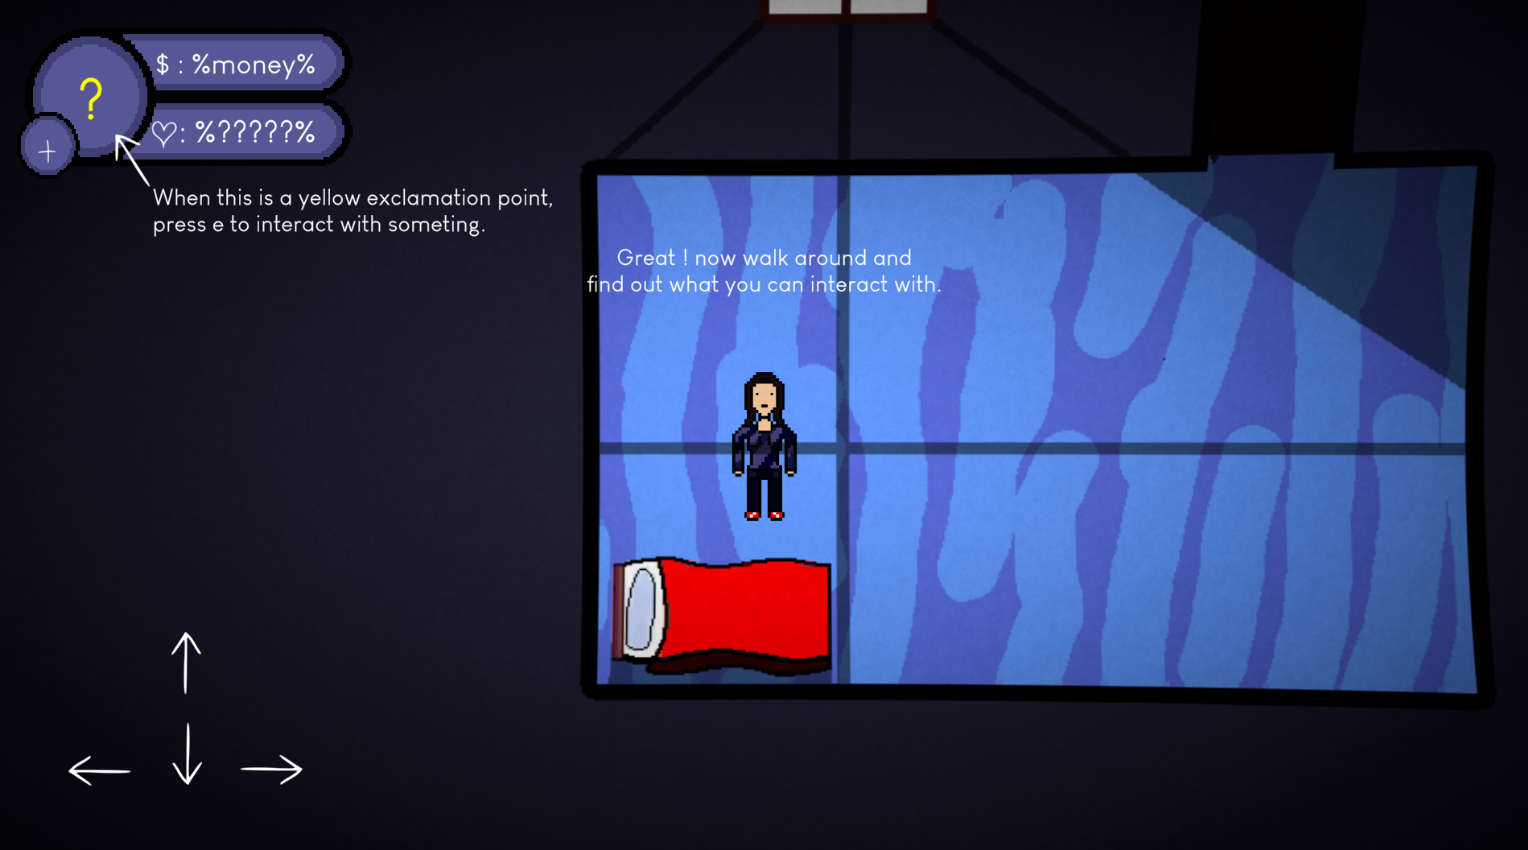 $ : %money%
?
♡: %?????%
+
When this is a yellow exclamation point,
press e to interact with someting.
Great ! now walk around and
find out what you can interact with.